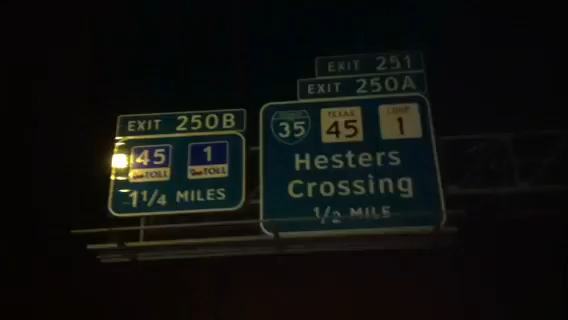 EXIT 250B
45 1
TOLL TOLL
1 1/4 MILES
EXIT 251
EXIT 250A
35 TEXAS 45 LOOP 1
Hesters
Crossing
1/2 MILE